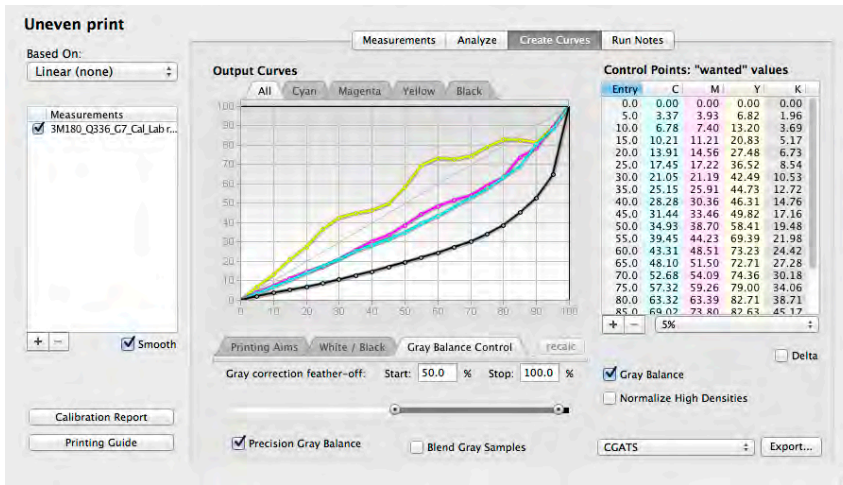 Uneven print
Measurements Analyze Create Curves Run Notes
Based On:
Linear (none)
Output Curves
Control Points: "wanted" values
All Cyan Magenta Yellow Black
Measurements
3M180_Q336_G7_Cal_Lab r...
100
90
80
70
60
50
40
30
20
10
0
0 10 20 30 40 50 60 70 80 90 100
Entry C M Y K
0.0 0.00 0.00 0.00 0.00
5.0 3.37 3.93 6.82 1.96
10.0 6.78 7.40 13.20 3.69
15.0 10.21 11.21 20.83 5.17
20.0 13.91 14.56 27.48 6.73
25.0 17.45 17.22 36.52 8.54
30.0 21.05 21.19 42.49 10.53
35.0 25.15 25.91 44.73 12.72
40.0 28.28 30.36 46.31 14.76
45.0 31.44 33.46 49.82 17.16
50.0 34.93 38.70 58.41 19.48
55.0 39.45 44.23 69.39 21.98
60.0 43.31 48.51 73.23 24.42
65.0 48.10 51.50 72.71 27.28
70.0 52.68 54.09 74.36 30.18
75.0 57.32 59.26 79.00 34.06
80.0 63.32 63.39 82.71 38.71
85.0 69.02 73.80 82.63 45.17
+ - 5%
+ - Smooth
Printing Aims White / Black Gray Balance Control recalc
Delta
Gray correction feather-off: Start: 50.0 % Stop: 100.0 %
Gray Balance
Normalize High Densities
Calibration Report
Printing Guide
Precision Gray Balance Blend Gray Samples
CGATS Export...